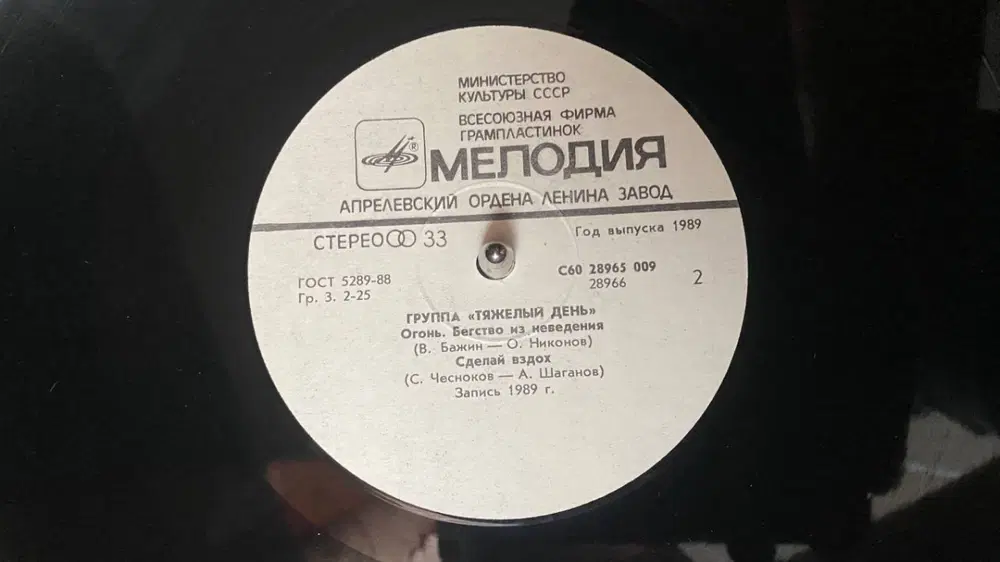 МИНИСТЕРСТВО
КУЛЬТУРЫ СССР
ВСЕСОЮЗНАЯ ФИРМА
ГРАМПЛАСТИНОК
®
МЕЛОДИЯ
АПРЕЛЕВСКИЙ ОРДЕНА ЛЕНИНА ЗАВОД
СТЕРЕО 33
Год выпуска 1989
ГОСТ 5289-88
Гр. 3. 2-25
С60 28965 009
28966
2
ГРУППА «ТЯЖЕЛЫЙ ДЕНЬ»
Огонь. Бегство из неведения
(В. Бажин — О. Никонов)
Сделай вздох
(С. Чесноков — А. Шаганов)
Запись 1989 г.